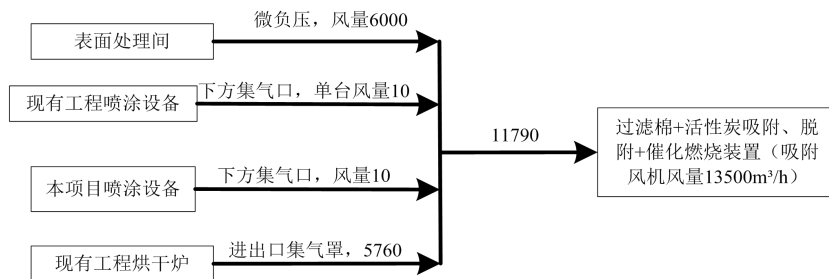 微负压，风量6000
表面处理间
下方集气口，单台风量10
现有工程喷涂设备
11790
过滤棉+活性炭吸附、脱
附+催化燃烧装置（吸附
风机风量13500m³/h）
下方集气口，风量10
本项目喷涂设备
进出口集气罩，5760
现有工程烘干炉